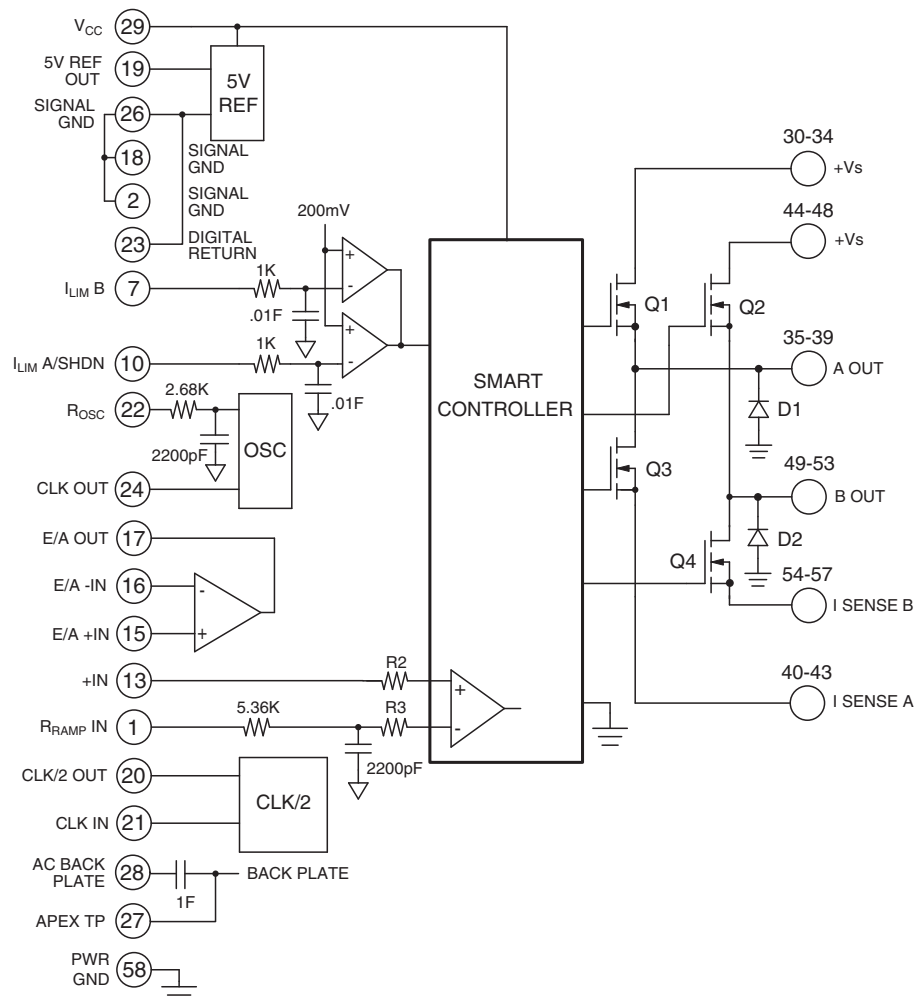 VCC 29
5V REF OUT 19
5V REF
SIGNAL GND 26
18 SIGNAL GND
2 SIGNAL GND
23 DIGITAL RETURN
200mV
ILIM B 7
1K
.01F
+
-
ILIM A/SHDN 10
1K
.01F
+
-
ROSC 22
2.68K
2200pF
OSC
CLK OUT 24
E/A OUT 17
E/A -IN 16
-
E/A +IN 15
+
+IN 13
R2
+
RRAMP IN 1
5.36K
R3
-
2200pF
CLK/2 OUT 20
CLK/2
CLK IN 21
AC BACK PLATE 28
1F
BACK PLATE
APEX TP 27
PWR GND 58
SMART
CONTROLLER
30-34
+Vs
44-48
+Vs
Q1
Q2
35-39
A OUT
D1
Q3
49-53
B OUT
D2
Q4
54-57
I SENSE B
40-43
I SENSE A